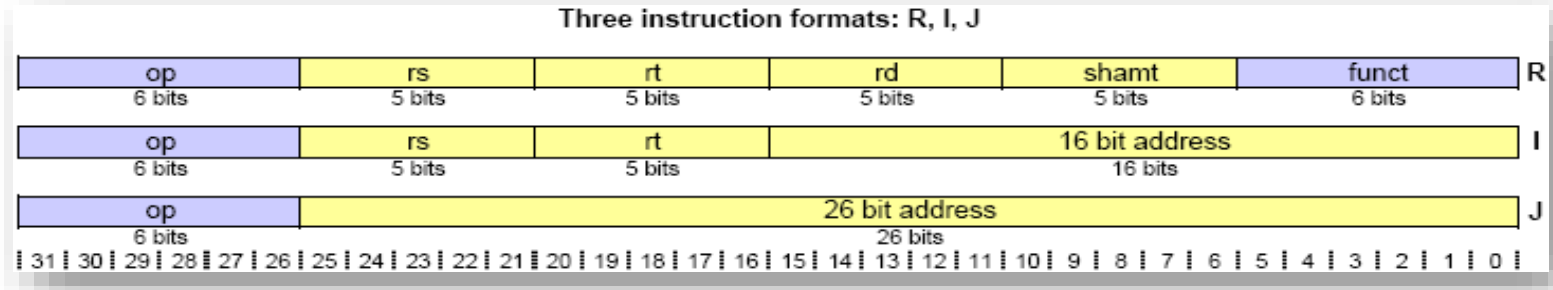 Three instruction formats: R, I, J
op rs rt rd shamt funct R
6 bits 5 bits 5 bits 5 bits 5 bits 6 bits
op rs rt 16 bit address I
6 bits 5 bits 5 bits 16 bits
op 26 bit address J
6 bits 26 bits
31 30 29 28 27 26 25 24 23 22 21 20 19 18 17 16 15 14 13 12 11 10 9 8 7 6 5 4 3 2 1 0